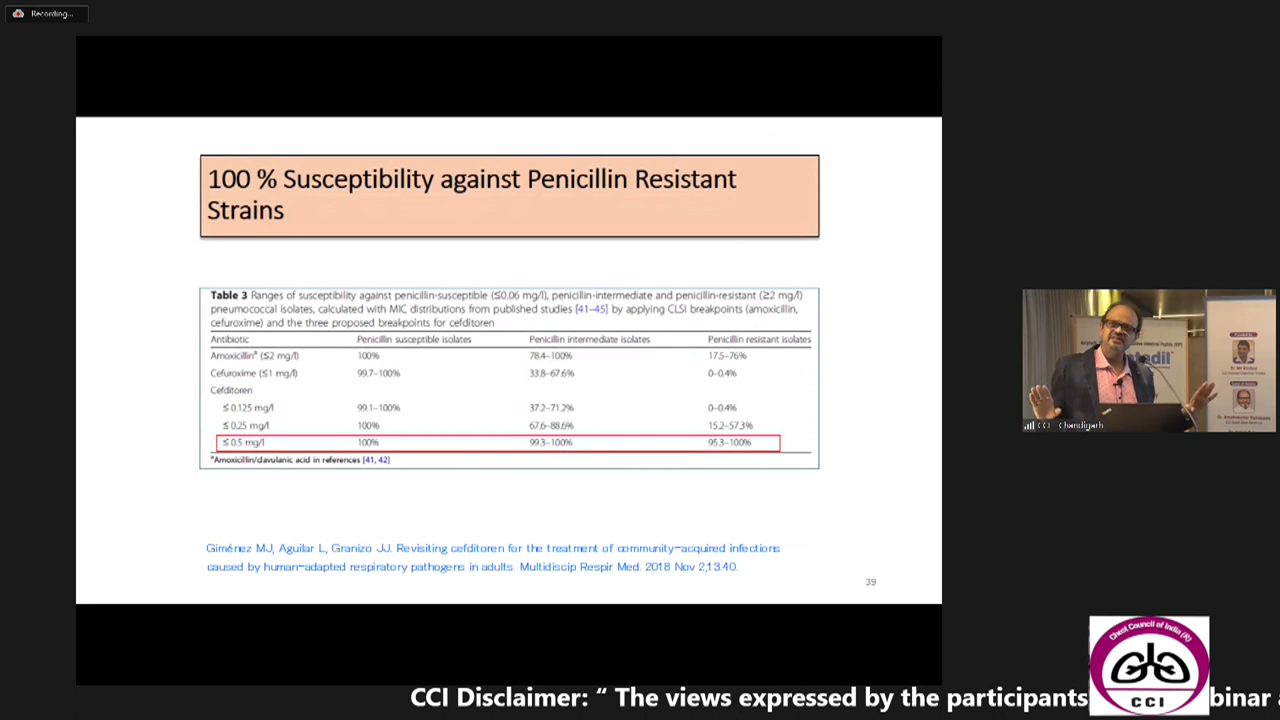 Recording...
100 % Susceptibility against Penicillin Resistant
Strains
Table 3 Ranges of susceptibility against penicillin-susceptible (≤0.06 mg/l), penicillin-intermediate and penicillin-resistant (≥2 mg/l)
pneumococcal isolates, calculated with MIC distributions from published studies [41–45] by applying CLSI breakpoints (amoxicillin,
cefuroxime) and the three proposed breakpoints for cefditoren
Antibiotic Penicillin susceptible isolates Penicillin intermediate isolates Penicillin resistant isolates
Amoxicillinᵃ (≤2 mg/l) 100% 78.4–100% 17.5–76%
Cefuroxime (≤1 mg/l) 99.7–100% 33.8–67.6% 0–0.4%
Cefditoren
≤ 0.125 mg/l 99.1–100% 37.2–71.2% 0–0.4%
≤ 0.25 mg/l 100% 67.6–88.6% 15.2–57.3%
≤ 0.5 mg/l 100% 99.3–100% 95.3–100%
ᵃAmoxicillin/clavulanic acid in references [41, 42]
Giménez MJ, Aguilar L, Granizo JJ. Revisiting cefditoren for the treatment of community-acquired infections
caused by human-adapted respiratory pathogens in adults. Multidiscip Respir Med. 2018 Nov 2;13:40.
39
CCI Chandigarh
Chest Council of India (R)
CCI
CCI Disclaimer: “ The views expressed by the participants binar